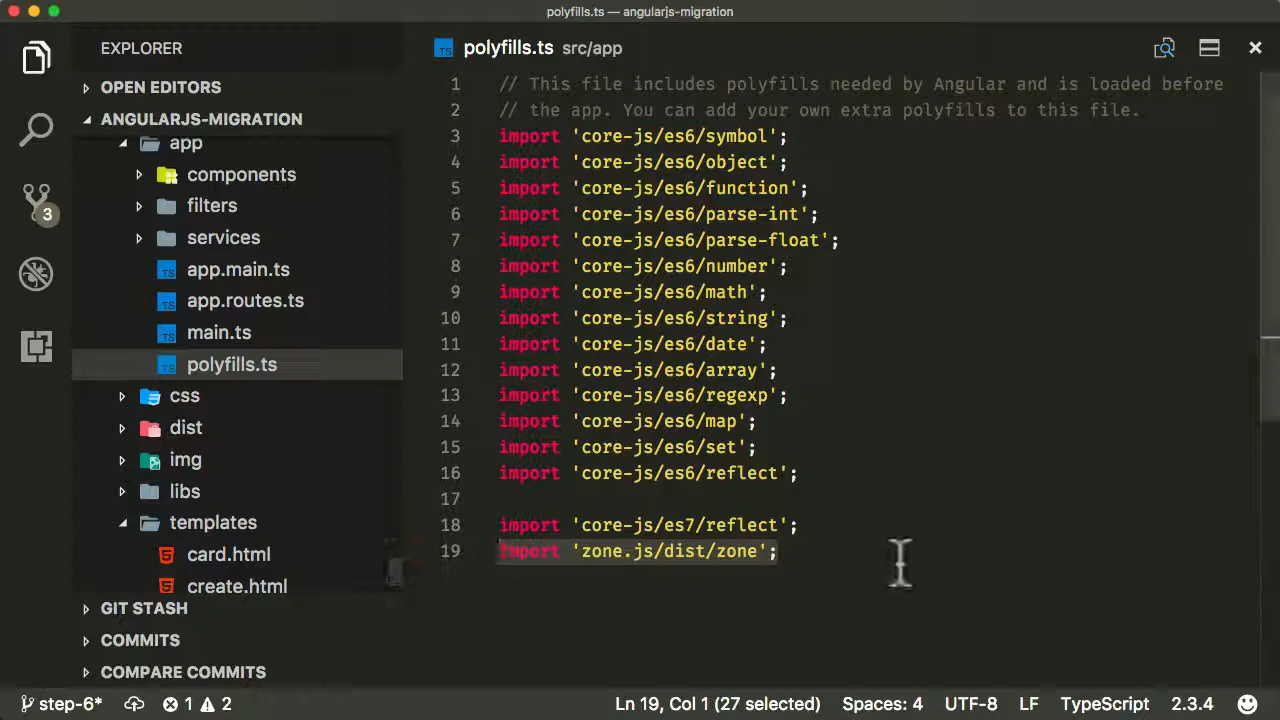 polyfills.ts — angularjs-migration
EXPLORER
OPEN EDITORS
ANGULARJS-MIGRATION
app
components
filters
services
TS app.main.ts
TS app.routes.ts
TS main.ts
TS polyfills.ts
css
dist
img
libs
templates
card.html
create.html
GIT STASH
COMMITS
COMPARE COMMITS
3
TS polyfills.ts src/app
1 // This file includes polyfills needed by Angular and is loaded before
2 // the app. You can add your own extra polyfills to this file.
3 import 'core-js/es6/symbol';
4 import 'core-js/es6/object';
5 import 'core-js/es6/function';
6 import 'core-js/es6/parse-int';
7 import 'core-js/es6/parse-float';
8 import 'core-js/es6/number';
9 import 'core-js/es6/math';
10 import 'core-js/es6/string';
11 import 'core-js/es6/date';
12 import 'core-js/es6/array';
13 import 'core-js/es6/regexp';
14 import 'core-js/es6/map';
15 import 'core-js/es6/set';
16 import 'core-js/es6/reflect';
17
18 import 'core-js/es7/reflect';
19 import 'zone.js/dist/zone';
step-6* 1 2 Ln 19, Col 1 (27 selected) Spaces: 4 UTF-8 LF TypeScript 2.3.4